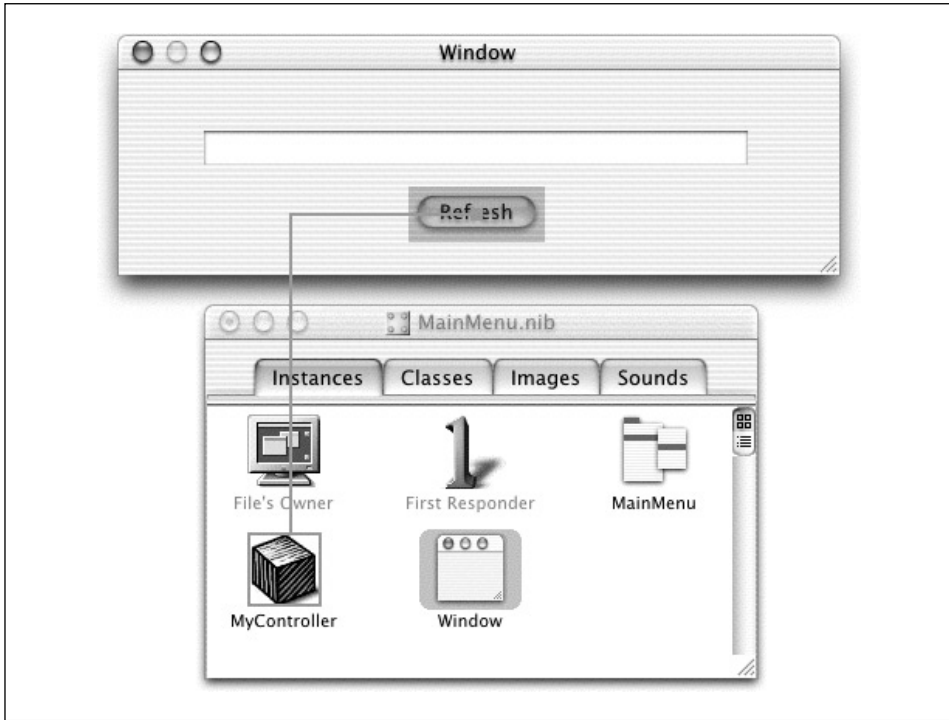 Window
Refresh
MainMenu.nib
Instances Classes Images Sounds
File's Owner First Responder MainMenu
MyController Window